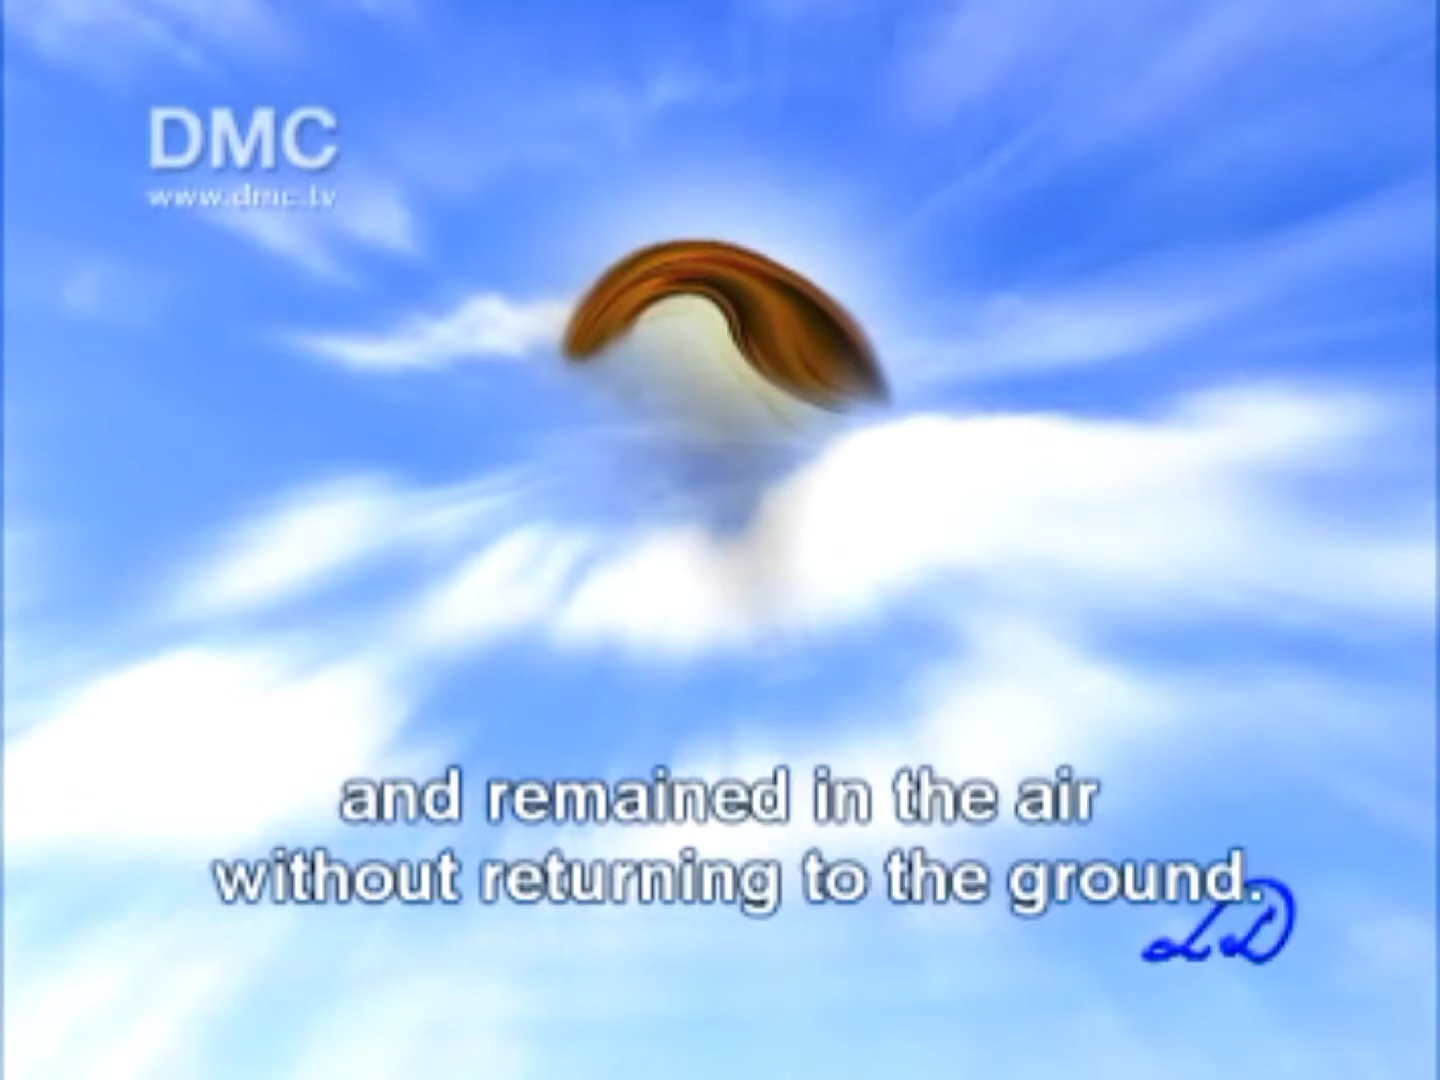 DMC
www.dmc.tv
and remained in the air
without returning to the ground.